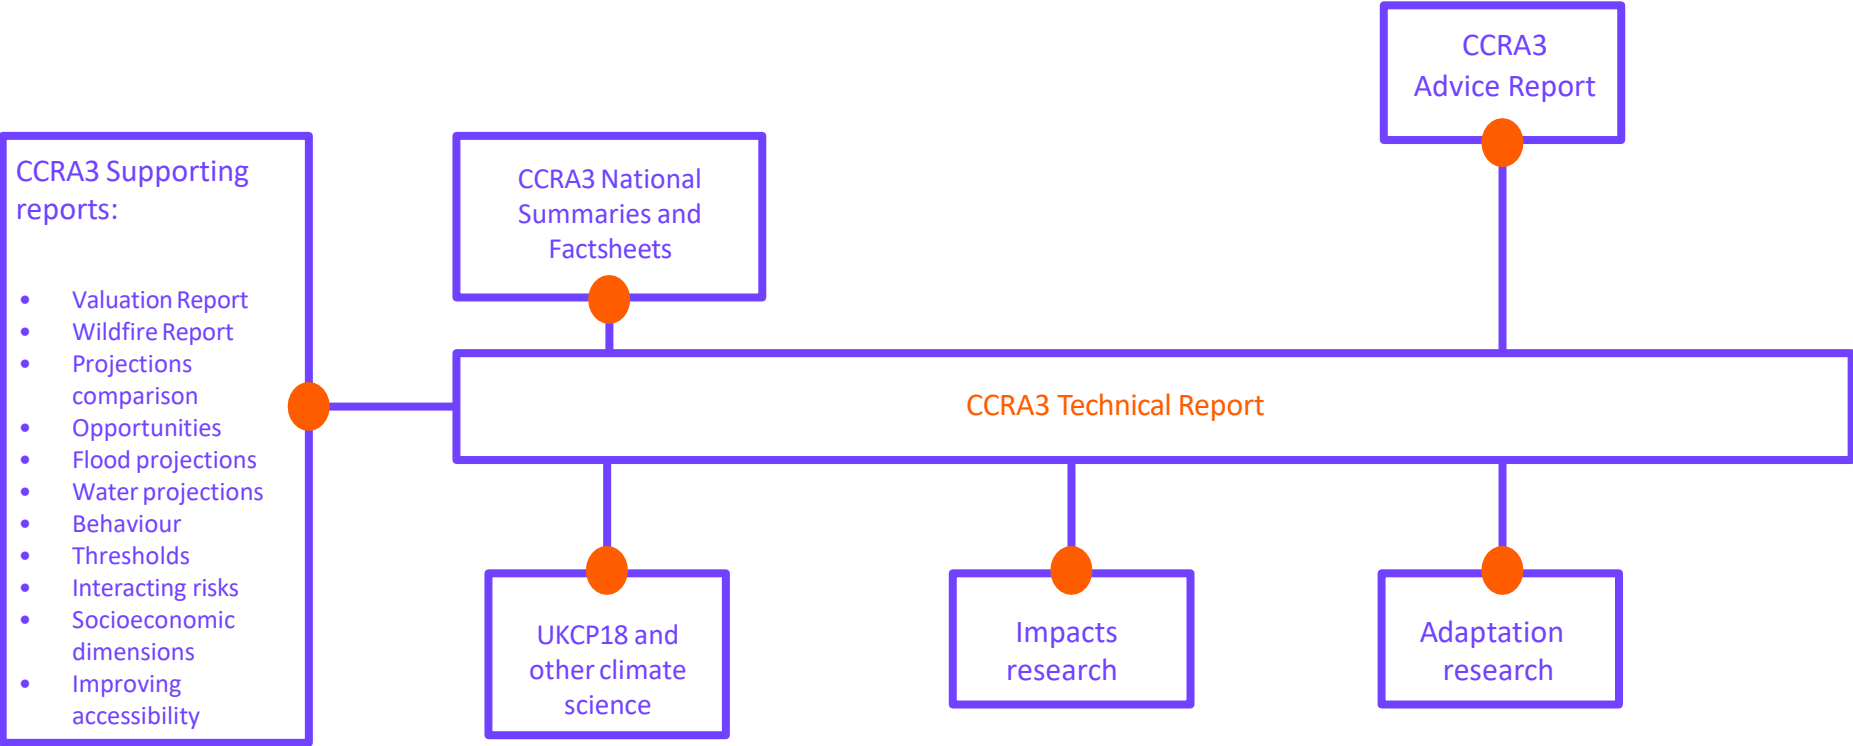 CCRA3
Advice Report
CCRA3 Supporting
reports:
• Valuation Report
• Wildfire Report
• Projections
comparison
• Opportunities
• Flood projections
• Water projections
• Behaviour
• Thresholds
• Interacting risks
• Socioeconomic
dimensions
• Improving
accessibility
CCRA3 National
Summaries and
Factsheets
CCRA3 Technical Report
UKCP18 and
other climate
science
Impacts
research
Adaptation
research